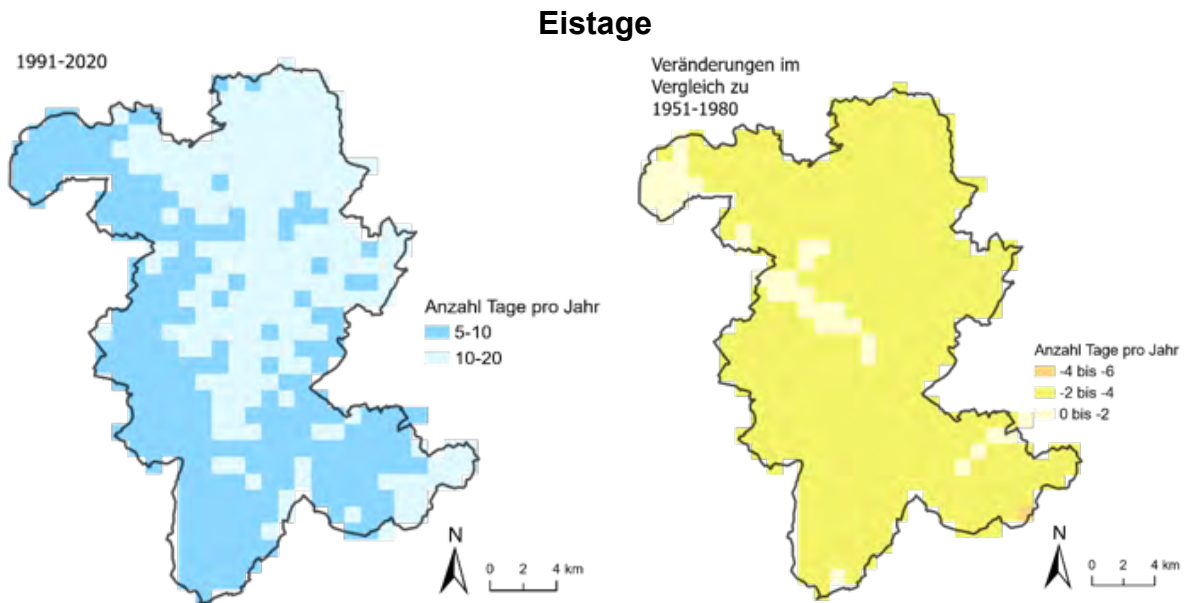 Eistage
1991-2020
Anzahl Tage pro Jahr
5-10
10-20
N
0 2 4 km
Veränderungen im
Vergleich zu
1951-1980
Anzahl Tage pro Jahr
-4 bis -6
-2 bis -4
0 bis -2
N
0 2 4 km